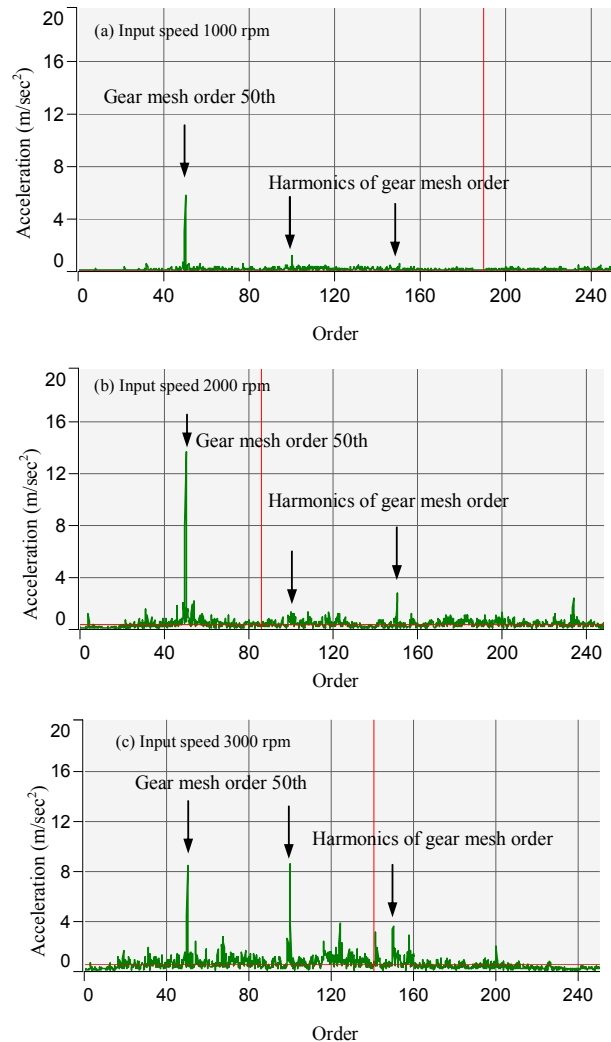 (a) Input speed 1000 rpm
Gear mesh order 50th
Harmonics of gear mesh order
Acceleration (m/sec²)
20
16
12
8
4
0
0 40 80 120 160 200 240
Order
(b) Input speed 2000 rpm
Gear mesh order 50th
Harmonics of gear mesh order
Acceleration (m/sec²)
20
16
12
8
4
0
0 40 80 120 160 200 240
Order
(c) Input speed 3000 rpm
Gear mesh order 50th
Harmonics of gear mesh order
Acceleration (m/sec²)
20
16
12
8
4
0
0 40 80 120 160 200 240
Order